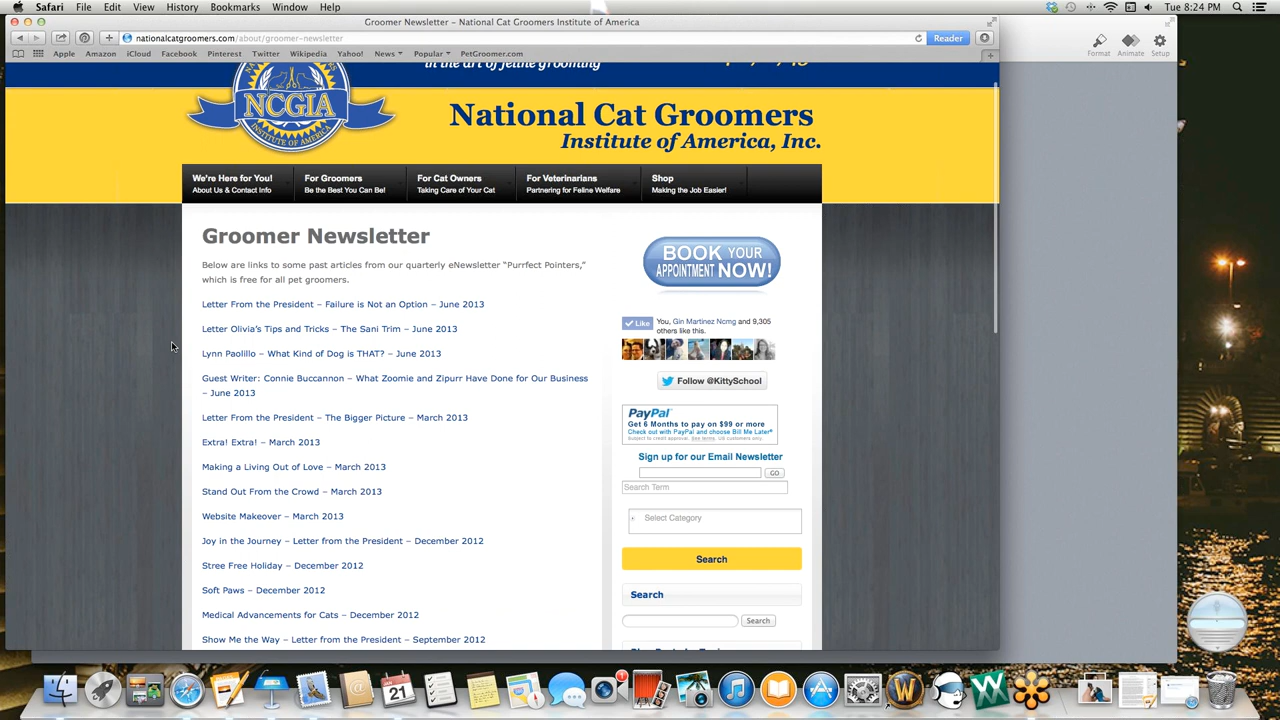 Safari File Edit View History Bookmarks Window Help
Tue 8:24 PM
Groomer Newsletter – National Cat Groomers Institute of America
nationalcatgroomers.com/about/groomer-newsletter
Reader
Apple Amazon iCloud Facebook Pinterest Twitter Wikipedia Yahoo! News Popular PetGroomer.com
Format Animate Setup
in the art of feline grooming
NCGIA
INSTITUTE OF AMERICA
National Cat Groomers
Institute of America, Inc.
We're Here for You!
About Us & Contact Info
For Groomers
Be the Best You Can Be!
For Cat Owners
Taking Care of Your Cat
For Veterinarians
Partnering for Feline Welfare
Shop
Making the Job Easier!
Groomer Newsletter
Below are links to some past articles from our quarterly eNewsletter “Purrfect Pointers,”
which is free for all pet groomers.
Letter From the President – Failure is Not an Option – June 2013
Letter Olivia’s Tips and Tricks – The Sani Trim – June 2013
Lynn Paolillo – What Kind of Dog is THAT? – June 2013
Guest Writer: Connie Buccannon – What Zoomie and Zipurr Have Done for Our Business
– June 2013
Letter From the President – The Bigger Picture – March 2013
Extra! Extra! – March 2013
Making a Living Out of Love – March 2013
Stand Out From the Crowd – March 2013
Website Makeover – March 2013
Joy in the Journey – Letter from the President – December 2012
Stree Free Holiday – December 2012
Soft Paws – December 2012
Medical Advancements for Cats – December 2012
Show Me the Way – Letter from the President – September 2012
BOOK YOUR
APPOINTMENT NOW!
Like
You, Gin Martinez Ncmg and 9,305
others like this.
Follow @KittySchool
PayPal
Get 6 Months to pay on $99 or more
Check out with PayPal and choose Bill Me Later
Subject to credit approval. See terms. US customers only.
Sign up for our Email Newsletter
GO
Search Term
Select Category
Search
Search
Search
JAN
21
1